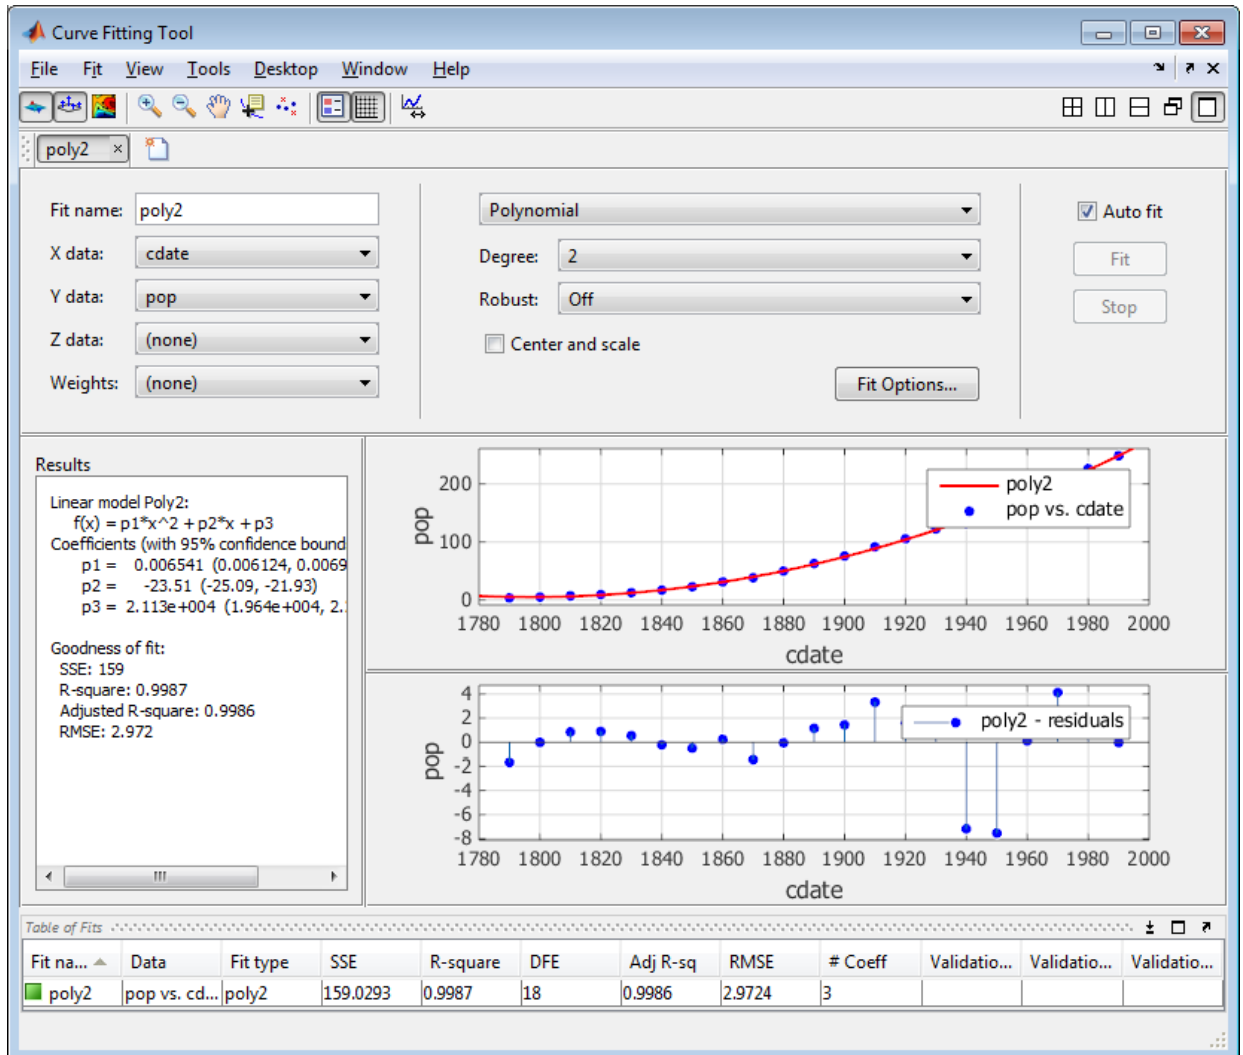 Curve Fitting Tool
File Fit View Tools Desktop Window Help
poly2
Fit name: poly2
X data: cdate
Y data: pop
Z data: (none)
Weights: (none)
Polynomial
Degree: 2
Robust: Off
Center and scale
Fit Options...
Auto fit
Fit
Stop
Results
Linear model Poly2:
f(x) = p1*x^2 + p2*x + p3
Coefficients (with 95% confidence bound
p1 = 0.006541 (0.006124, 0.0069
p2 = -23.51 (-25.09, -21.93)
p3 = 2.113e+004 (1.964e+004, 2.
Goodness of fit:
SSE: 159
R-square: 0.9987
Adjusted R-square: 0.9986
RMSE: 2.972
200
100
0
pop
poly2
pop vs. cdate
1780 1800 1820 1840 1860 1880 1900 1920 1940 1960 1980 2000
cdate
4
2
0
-2
-4
-6
-8
pop
poly2 - residuals
1780 1800 1820 1840 1860 1880 1900 1920 1940 1960 1980 2000
cdate
Table of Fits
Fit na... Data Fit type SSE R-square DFE Adj R-sq RMSE # Coeff Validatio... Validatio... Validatio...
poly2 pop vs. cd... poly2 159.0293 0.9987 18 0.9986 2.9724 3